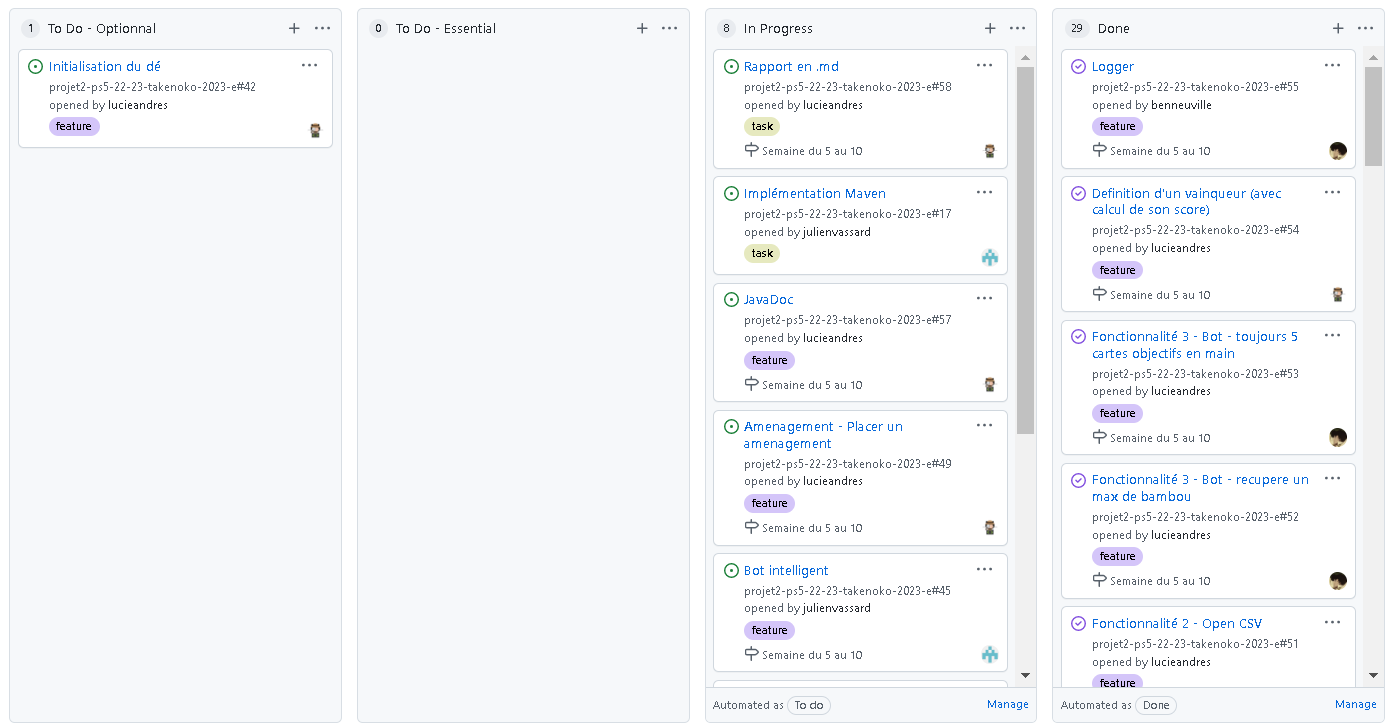 1 To Do - Optionnal
Initialisation du dé
projet2-ps5-22-23-takenoko-2023-e#42
opened by lucieandres
feature
0 To Do - Essential
8 In Progress
Rapport en .md
projet2-ps5-22-23-takenoko-2023-e#58
opened by lucieandres
task
Semaine du 5 au 10
Implémentation Maven
projet2-ps5-22-23-takenoko-2023-e#17
opened by julienvassard
task
JavaDoc
projet2-ps5-22-23-takenoko-2023-e#57
opened by lucieandres
feature
Semaine du 5 au 10
Amenagement - Placer un
amenagement
projet2-ps5-22-23-takenoko-2023-e#49
opened by lucieandres
feature
Semaine du 5 au 10
Bot intelligent
projet2-ps5-22-23-takenoko-2023-e#45
opened by julienvassard
feature
Semaine du 5 au 10
Automated as To do
Manage
29 Done
Logger
projet2-ps5-22-23-takenoko-2023-e#55
opened by benneuville
feature
Semaine du 5 au 10
Definition d'un vainqueur (avec
calcul de son score)
projet2-ps5-22-23-takenoko-2023-e#54
opened by lucieandres
feature
Semaine du 5 au 10
Fonctionnalité 3 - Bot - toujours 5
cartes objectifs en main
projet2-ps5-22-23-takenoko-2023-e#53
opened by lucieandres
feature
Semaine du 5 au 10
Fonctionnalité 3 - Bot - recupere un
max de bambou
projet2-ps5-22-23-takenoko-2023-e#52
opened by lucieandres
feature
Semaine du 5 au 10
Fonctionnalité 2 - Open CSV
projet2-ps5-22-23-takenoko-2023-e#51
opened by lucieandres
feature
Automated as Done
Manage